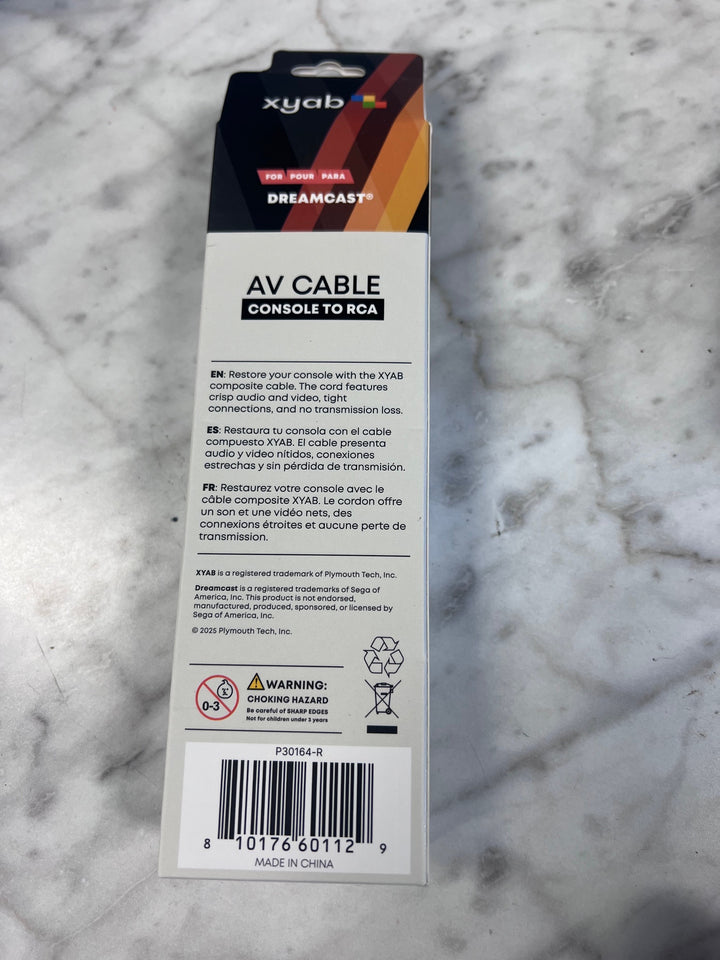 xyab
FOR POUR PARA
DREAMCAST®
AV CABLE
CONSOLE TO RCA
EN: Restore your console with the XYAB
composite cable. The cord features
crisp audio and video, tight
connections, and no transmission loss.
ES: Restaura tu consola con el cable
compuesto XYAB. El cable presenta
audio y video nítidos, conexiones
estrechas y sin pérdida de transmisión.
FR: Restaurez votre console avec le
câble composite XYAB. Le cordon offre
un son et une vidéo nets, des
connexions étroites et aucune perte de
transmission.
XYAB is a registered trademark of Plymouth Tech, Inc.
Dreamcast is a registered trademarks of Sega of
America, Inc. This product is not endorsed,
manufactured, produced, sponsored, or licensed by
Sega of America, Inc.
© 2025 Plymouth Tech, Inc.
0-3
WARNING:
CHOKING HAZARD
Be careful of SHARP EDGES
Not for children under 3 years
P30164-R
8 10176 60112 9
MADE IN CHINA